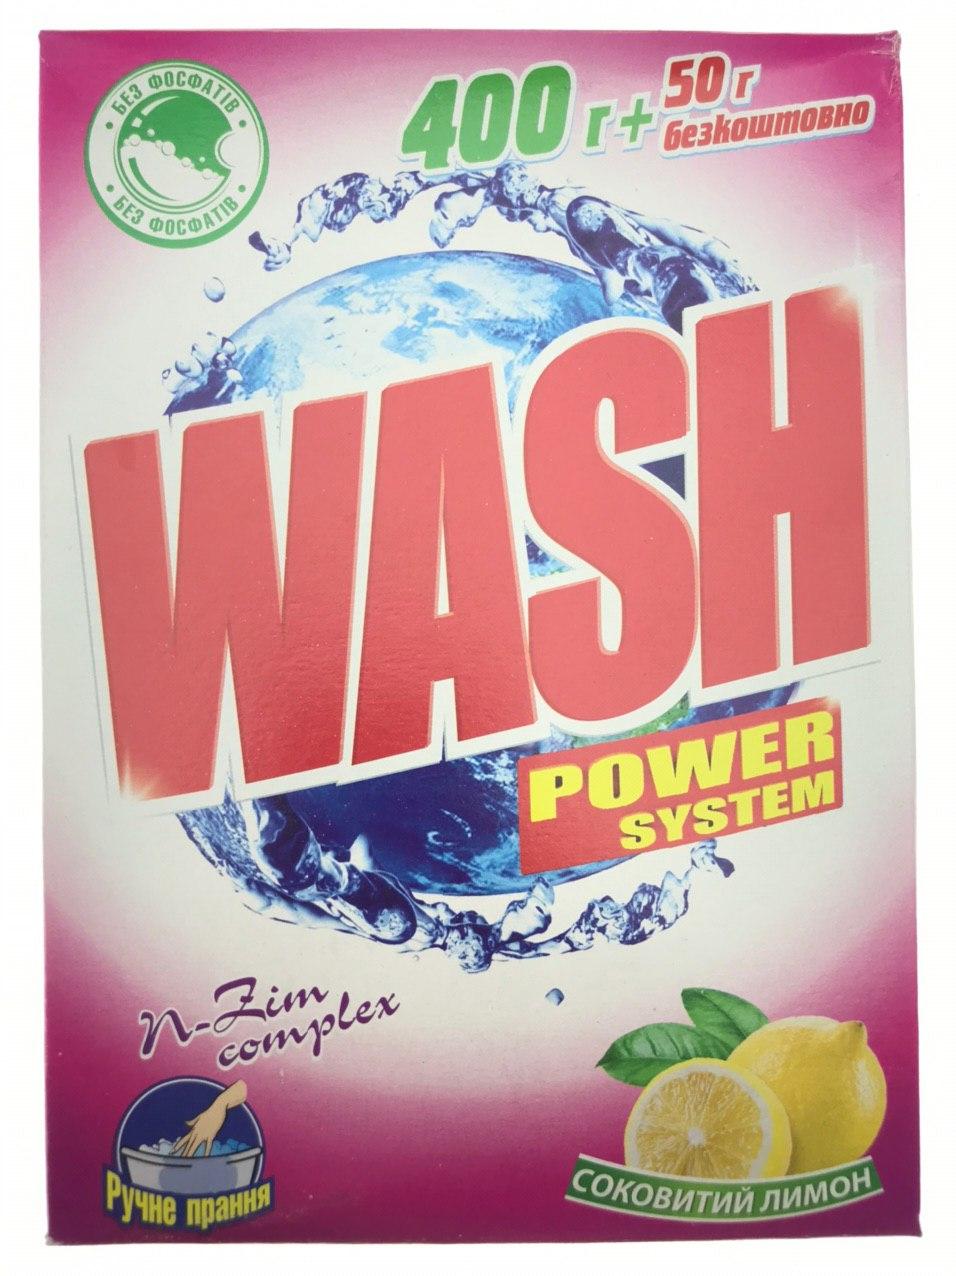 БЕЗ ФОСФАТІВ
БЕЗ ФОСФАТІВ
400 г + 50 г
безкоштовно
WASH
POWER
SYSTEM
N-Zim
complex
Ручне прання
СОКОВИТИЙ ЛИМОН